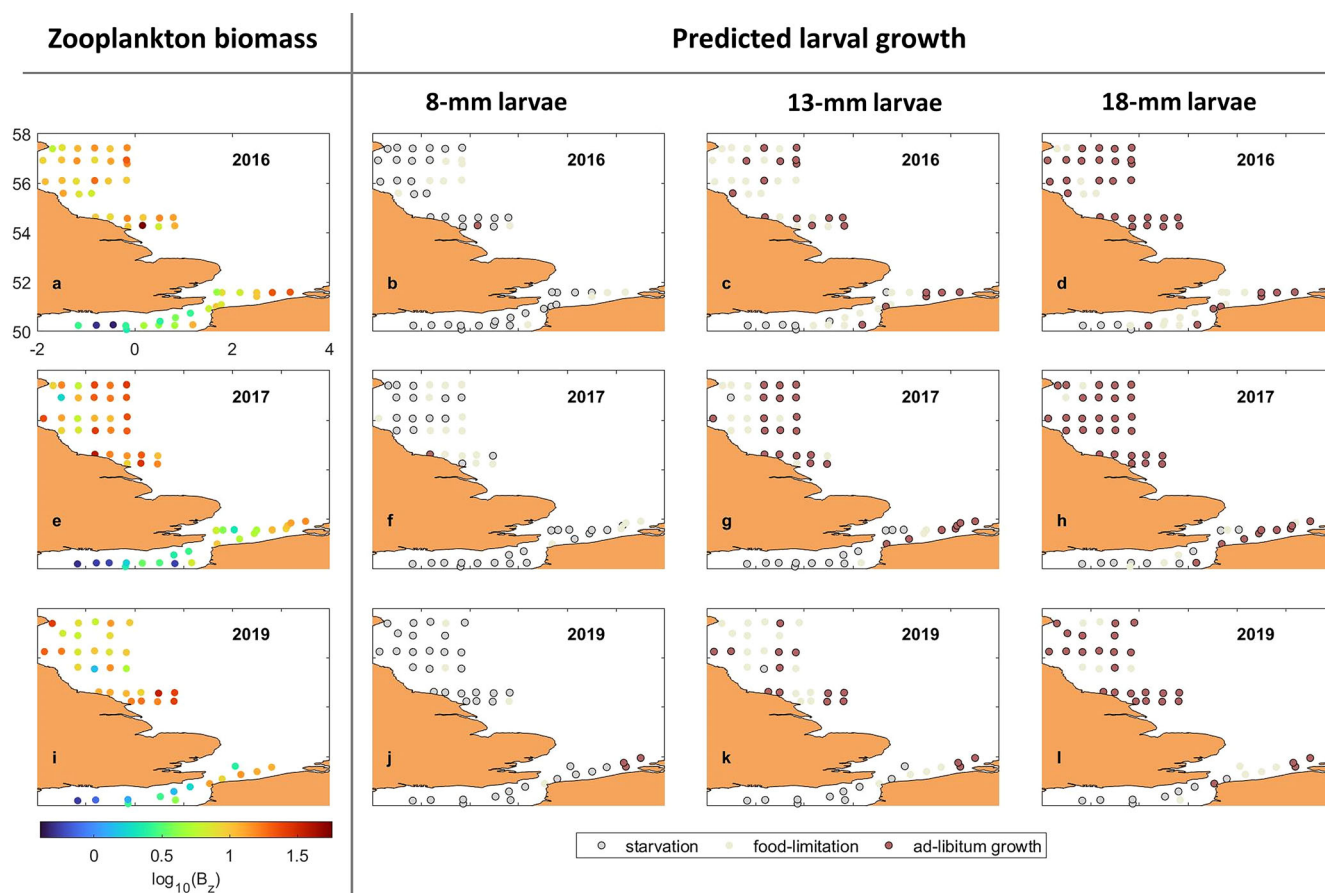 Zooplankton biomass
Predicted larval growth
8-mm larvae
13-mm larvae
18-mm larvae
58
56
54
52
50
-2
0
2
4
2016
a
2016
b
2016
c
2016
d
2017
e
2017
f
2017
g
2017
h
2019
i
2019
j
2019
k
2019
l
0
0.5
1
1.5
log10(Bz)
starvation
food-limitation
ad-libitum growth